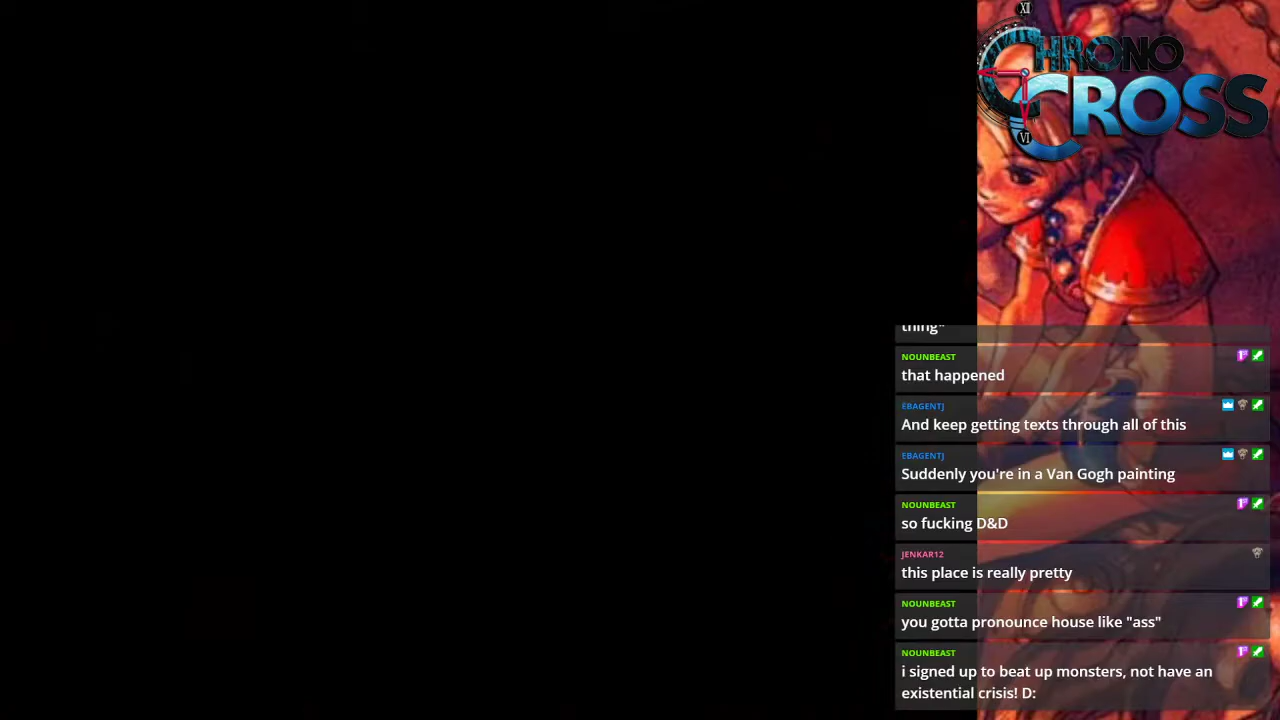 XII
CHRONO
CROSS
VI
thing*
NOUNBEAST
that happened
EBAGENTJ
And keep getting texts through all of this
EBAGENTJ
Suddenly you're in a Van Gogh painting
NOUNBEAST
so fucking D&D
JENKAR12
this place is really pretty
NOUNBEAST
you gotta pronounce house like "ass"
NOUNBEAST
i signed up to beat up monsters, not have an
existential crisis! D: